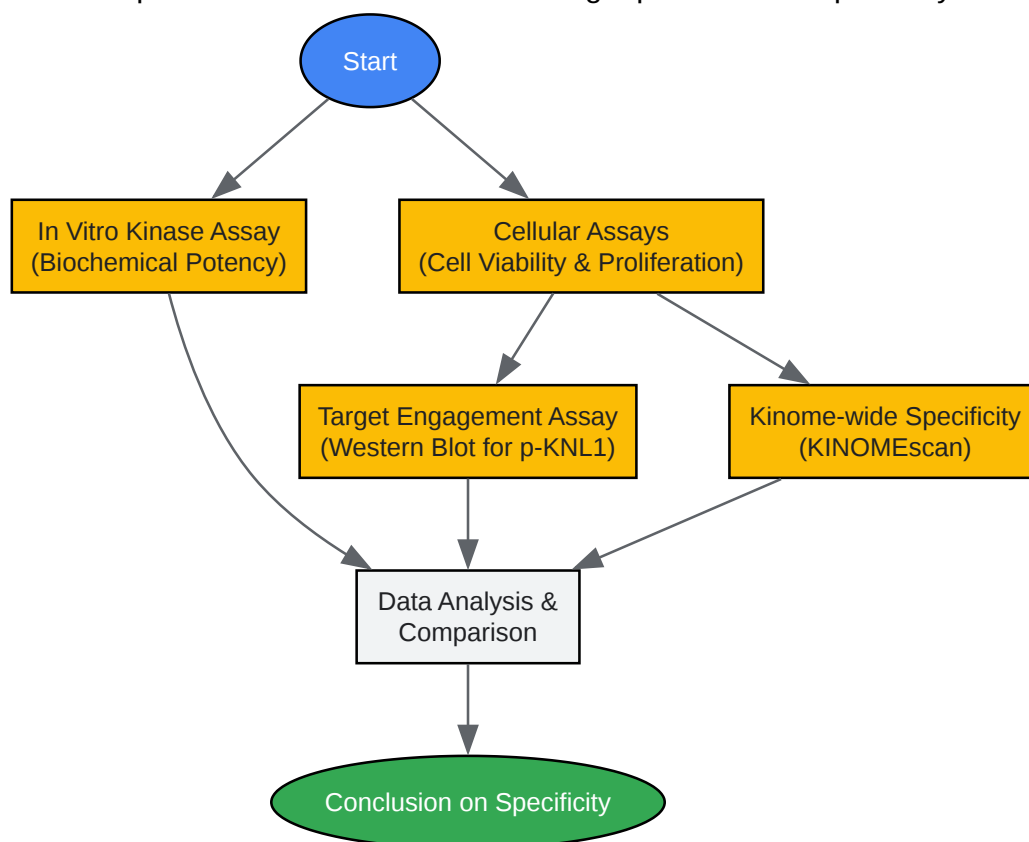 Start
In Vitro Kinase Assay
(Biochemical Potency)
Cellular Assays
(Cell Viability & Proliferation)
Target Engagement Assay
(Western Blot for p-KNL1)
Kinome-wide Specificity
(KINOMEscan)
Data Analysis &
Comparison
Conclusion on Specificity